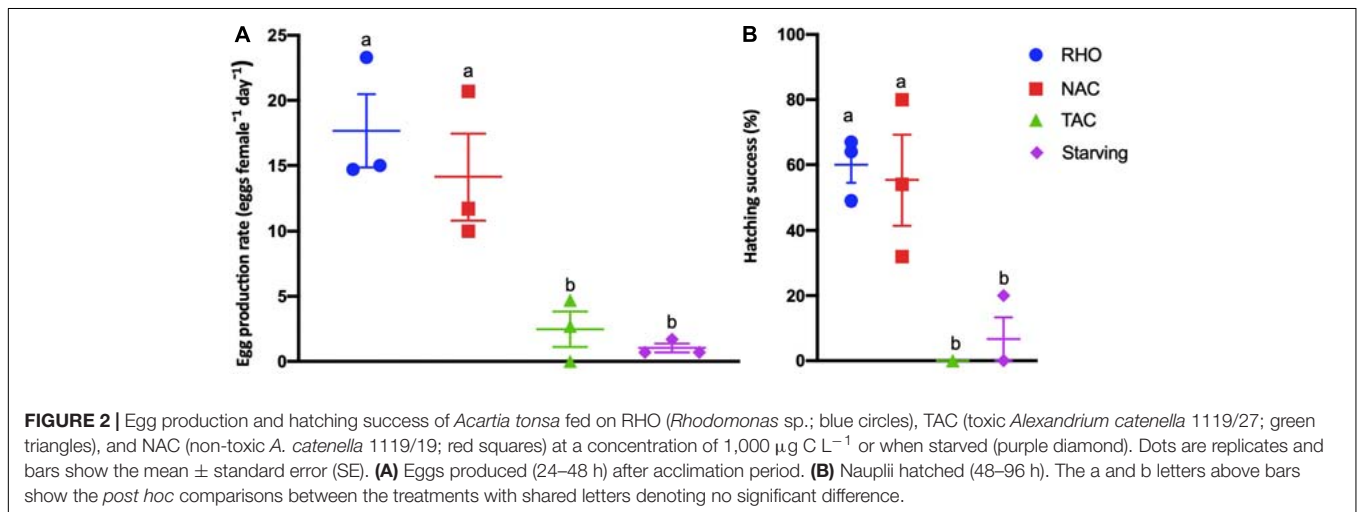 A
B
Egg production rate (eggs female⁻¹ day⁻¹)
25
20
15
10
5
0
a
a
b
b
Hatching success (%)
100
80
60
40
20
0
a
a
b
b
RHO
NAC
TAC
Starving
FIGURE 2 | Egg production and hatching success of Acartia tonsa fed on RHO (Rhodomonas sp.; blue circles), TAC (toxic Alexandrium catenella 1119/27; green
triangles), and NAC (non-toxic A. catenella 1119/19; red squares) at a concentration of 1,000 μg C L⁻¹ or when starved (purple diamond). Dots are replicates and
bars show the mean ± standard error (SE). (A) Eggs produced (24–48 h) after acclimation period. (B) Nauplii hatched (48–96 h). The a and b letters above bars
show the post hoc comparisons between the treatments with shared letters denoting no significant difference.